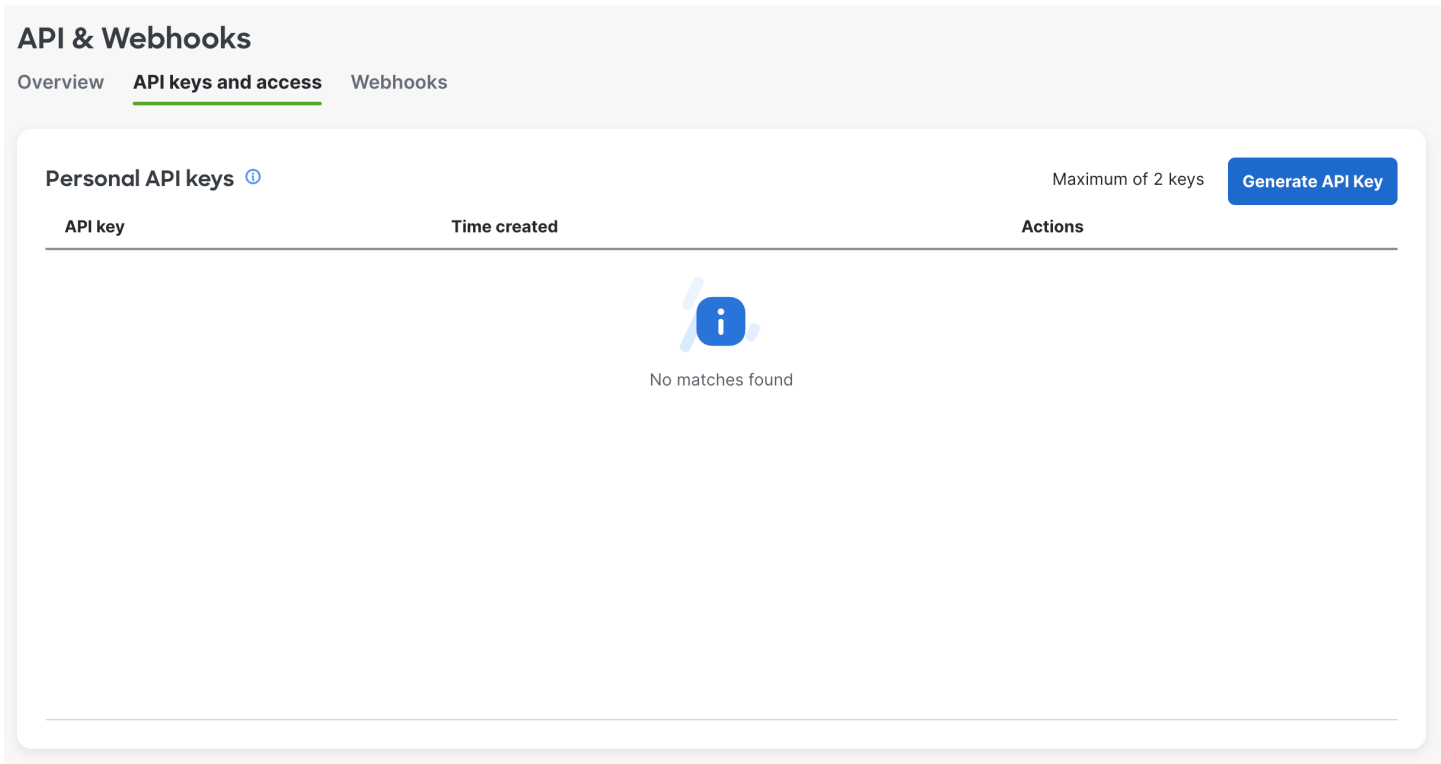 API & Webhooks
Overview API keys and access Webhooks
Personal API keys
Maximum of 2 keys Generate API Key
API key Time created Actions
No matches found